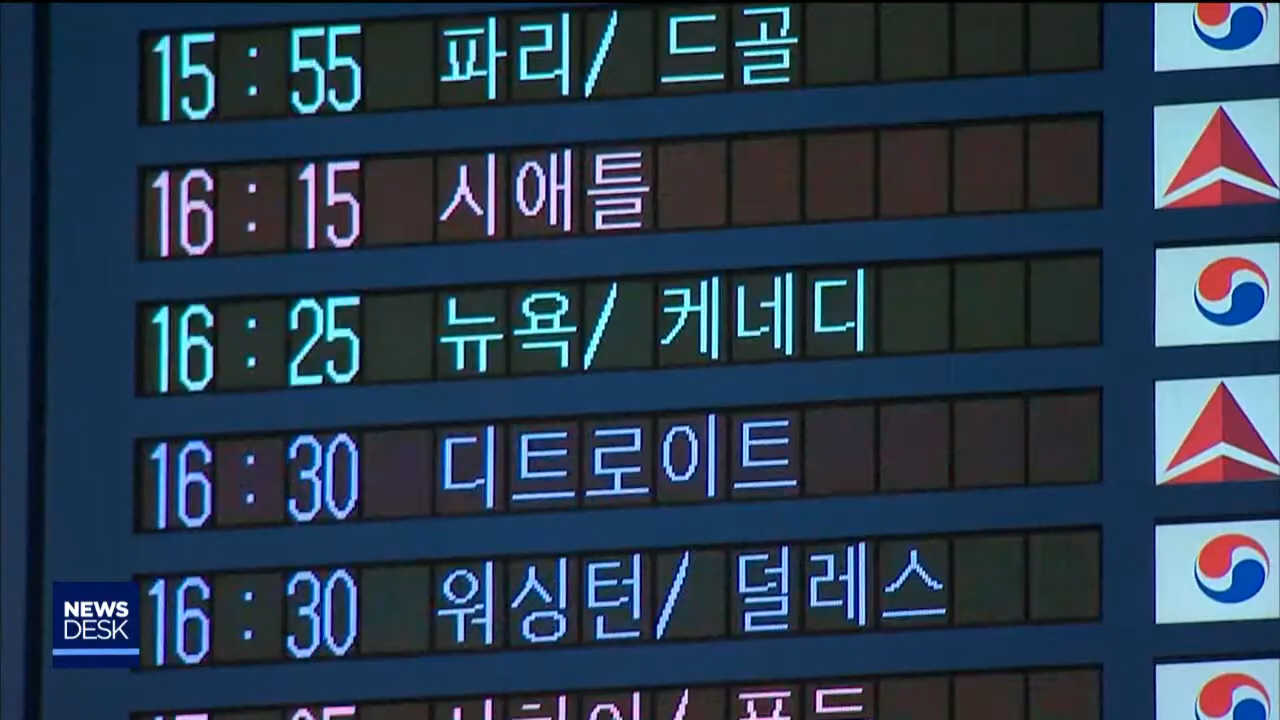 15:55 파리/ 드골
16:15 시애틀
16:25 뉴욕/ 케네디
16:30 디트로이트
16:30 워싱턴/ 덜레스
NEWS
DESK